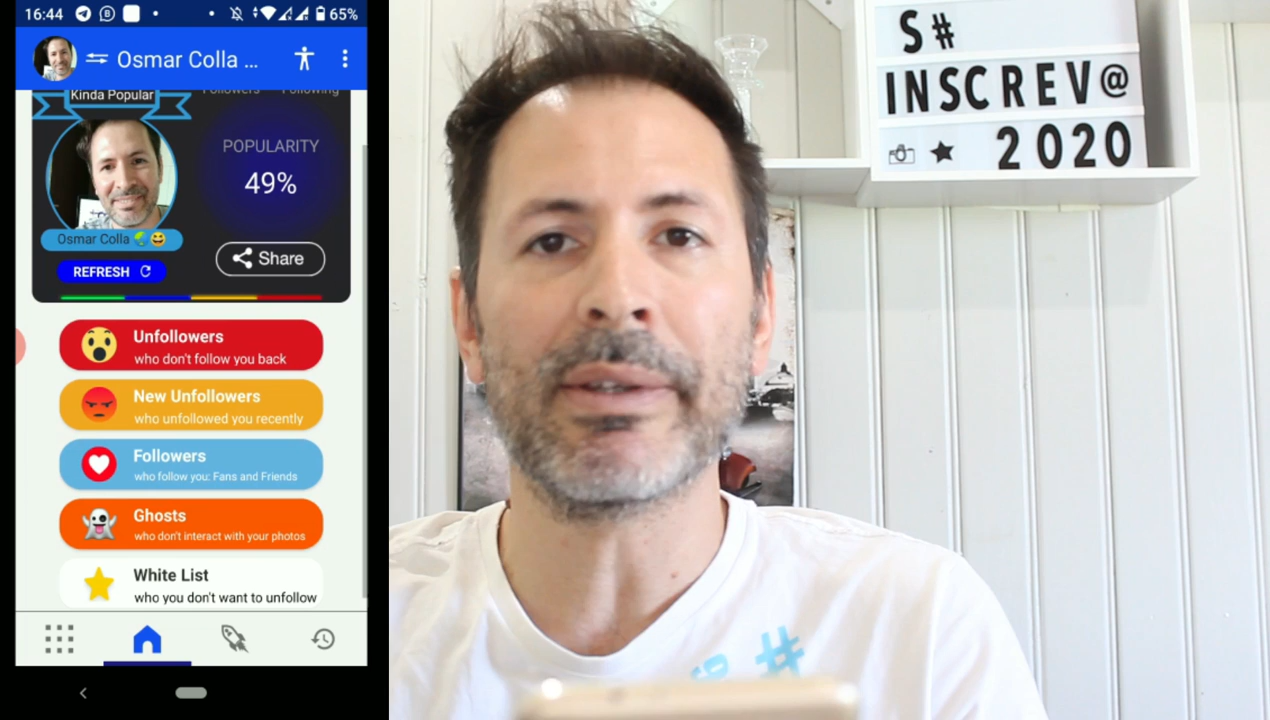 16:44
65%
Osmar Colla ...
Kinda Popular
Followers
Following
POPULARITY
49%
Osmar Colla
REFRESH
Share
Unfollowers
who don't follow you back
New Unfollowers
who unfollowed you recently
Followers
who follow you: Fans and Friends
Ghosts
who don't interact with your photos
White List
who you don't want to unfollow
S#
INSCREV@
2020
#